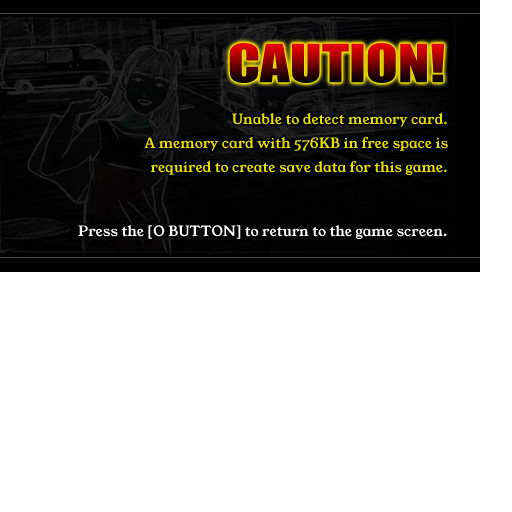 CAUTION!
Unable to detect memory card.
A memory card with 576KB in free space is
required to create save data for this game.
Press the [O BUTTON] to return to the game screen.